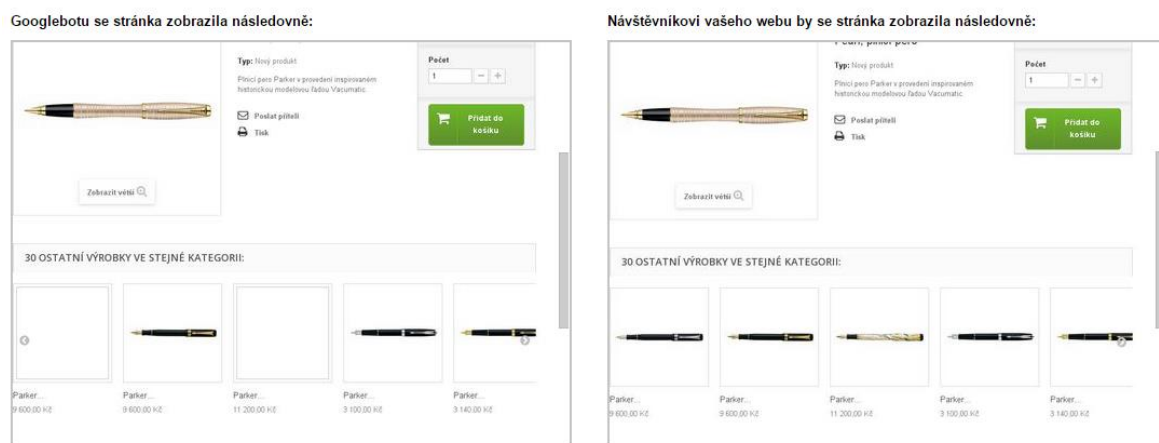 Googlebotu se stránka zobrazila následovně:
Typ: Nový produkt
Plnicí pero Parker v provedení inspirovaném
historickou modelovou řadou Vacumatic.
Poslat příteli
Tisk
Počet
1
Přidat do
košíku
Zobrazit větší
30 OSTATNÍ VÝROBKY VE STEJNÉ KATEGORII:
Parker...
Parker...
Parker...
Parker...
Parker...
9 600,00 Kč
9 600,00 Kč
11 200,00 Kč
3 100,00 Kč
3 140,00 Kč
Návštěvníkovi vašeho webu by se stránka zobrazila následovně:
Pearl, plnicí pero
Typ: Nový produkt
Plnicí pero Parker v provedení inspirovaném
historickou modelovou řadou Vacumatic.
Poslat příteli
Tisk
Počet
1
Přidat do
košíku
Zobrazit větší
30 OSTATNÍ VÝROBKY VE STEJNÉ KATEGORII:
Parker...
Parker...
Parker...
Parker...
Parker...
9 600,00 Kč
9 600,00 Kč
11 200,00 Kč
3 100,00 Kč
3 140,00 Kč